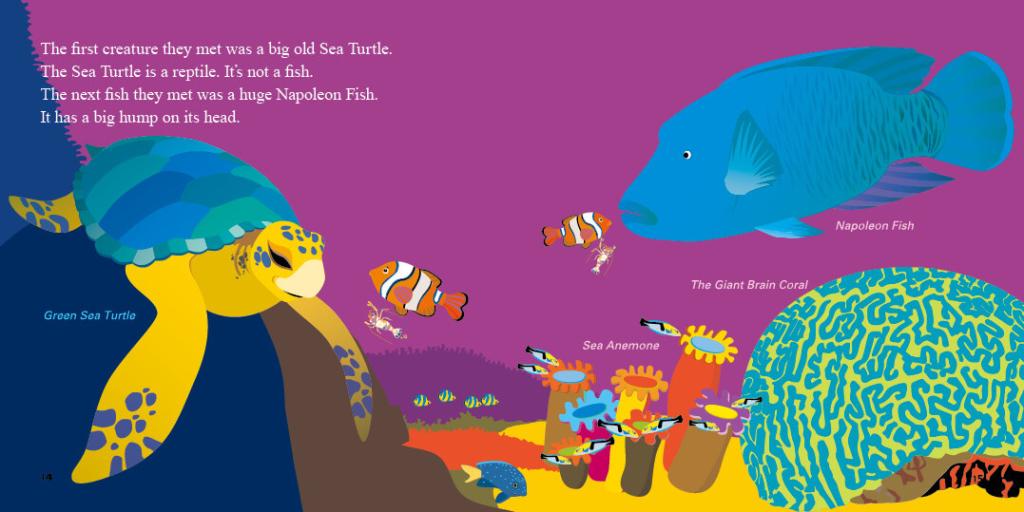 The first creature they met was a big old Sea Turtle.
The Sea Turtle is a reptile. It's not a fish.
The next fish they met was a huge Napoleon Fish.
It has a big hump on its head.
Napoleon Fish
The Giant Brain Coral
Green Sea Turtle
Sea Anemone
14
15